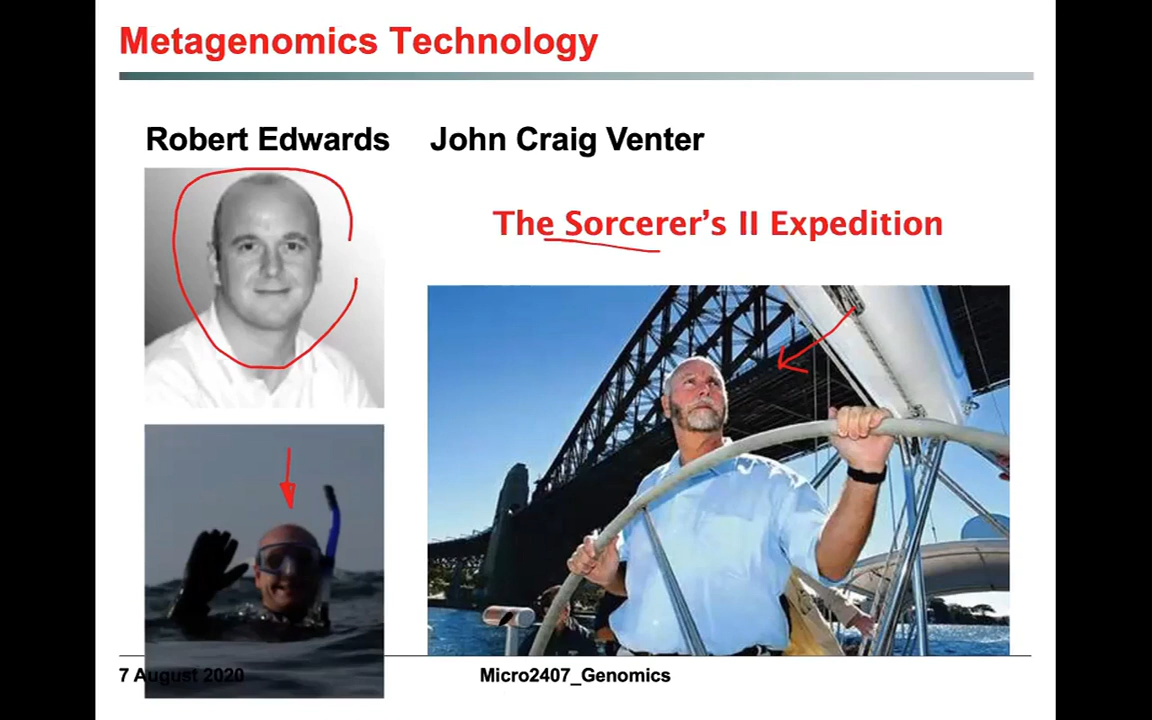 Metagenomics Technology
Robert Edwards
John Craig Venter
The Sorcerer’s II Expedition
7 August 2020
Micro2407_Genomics